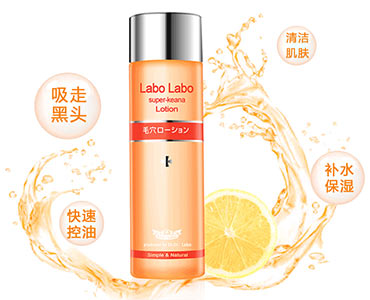 清洁
肌肤
吸走
黑头
Labo Labo
super-keana
Lotion
毛穴ローション
补水
保湿
快速
控油
Simple & Natural